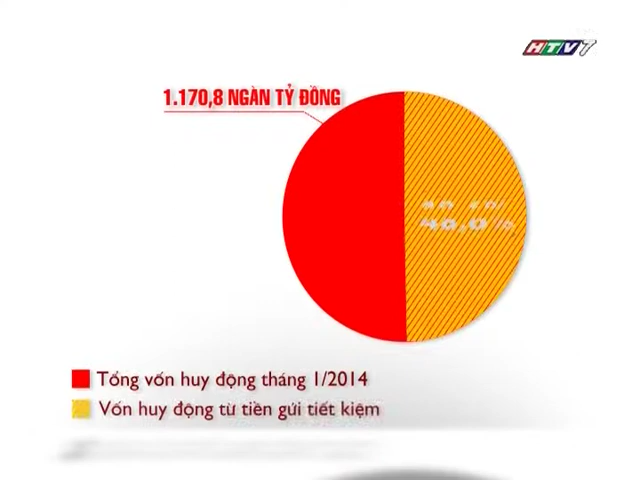 HTV7
1.170,8 NGÀN TỶ ĐỒNG
Tổng vốn huy động tháng 1/2014
Vốn huy động từ tiền gửi tiết kiệm